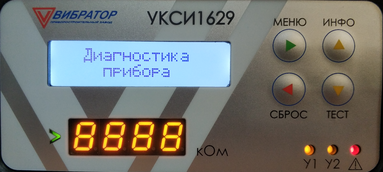 ВИБРАТОР
УКСИ1629
МЕНЮ ИНФО
Диагностика
прибора
СБРОС ТЕСТ
8888 кОм
У1 У2